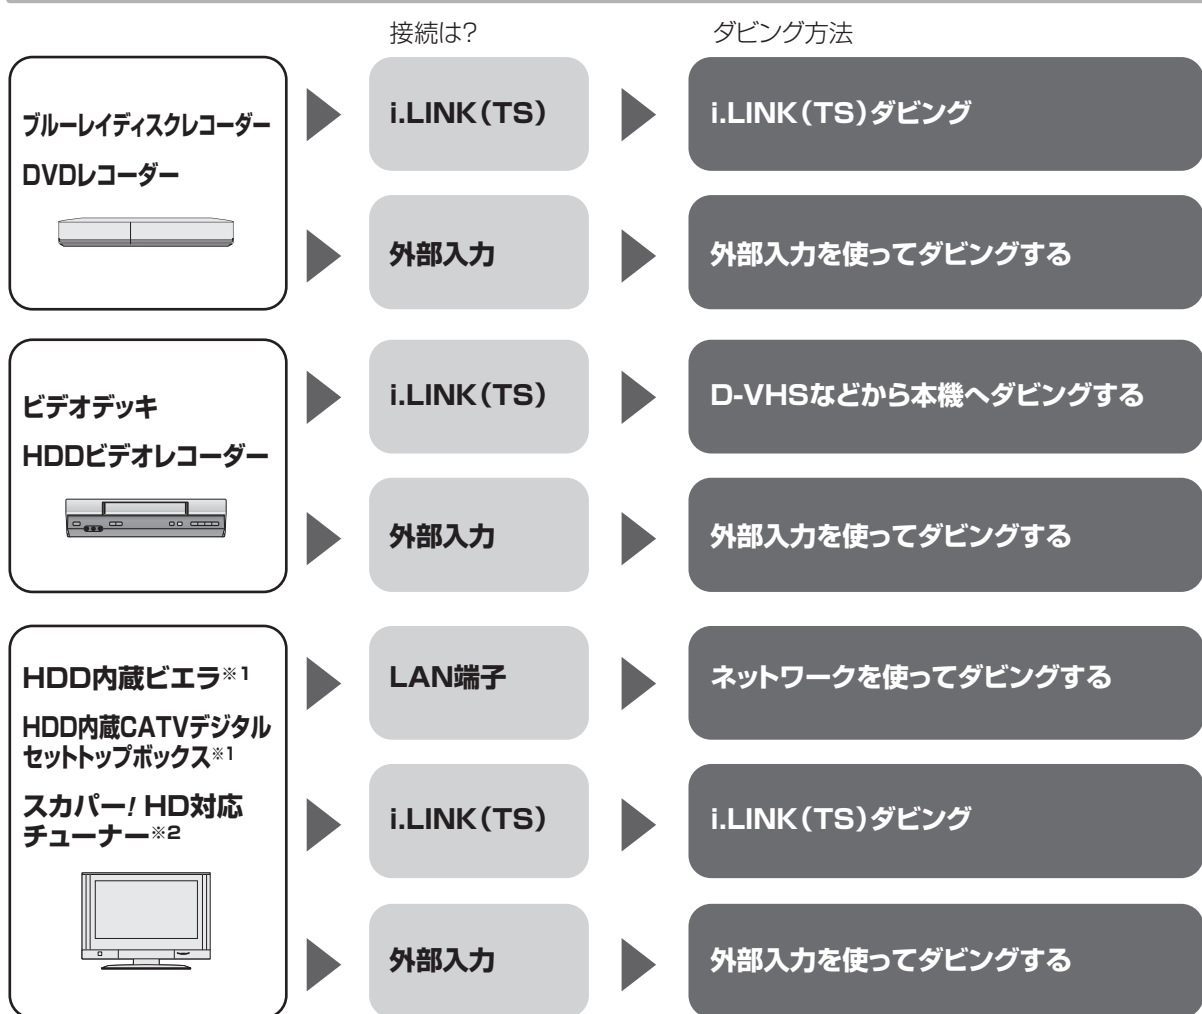 接続は?
ダビング方法
ブルーレイディスクレコーダー
DVDレコーダー
i.LINK(TS)
i.LINK(TS)ダビング
外部入力
外部入力を使ってダビングする
ビデオデッキ
HDDビデオレコーダー
i.LINK(TS)
D-VHSなどから本機へダビングする
外部入力
外部入力を使ってダビングする
HDD内蔵ビエラ※1
HDD内蔵CATVデジタル
セットトップボックス※1
スカパー! HD対応
チューナー※2
LAN端子
ネットワークを使ってダビングする
i.LINK(TS)
i.LINK(TS)ダビング
外部入力
外部入力を使ってダビングする